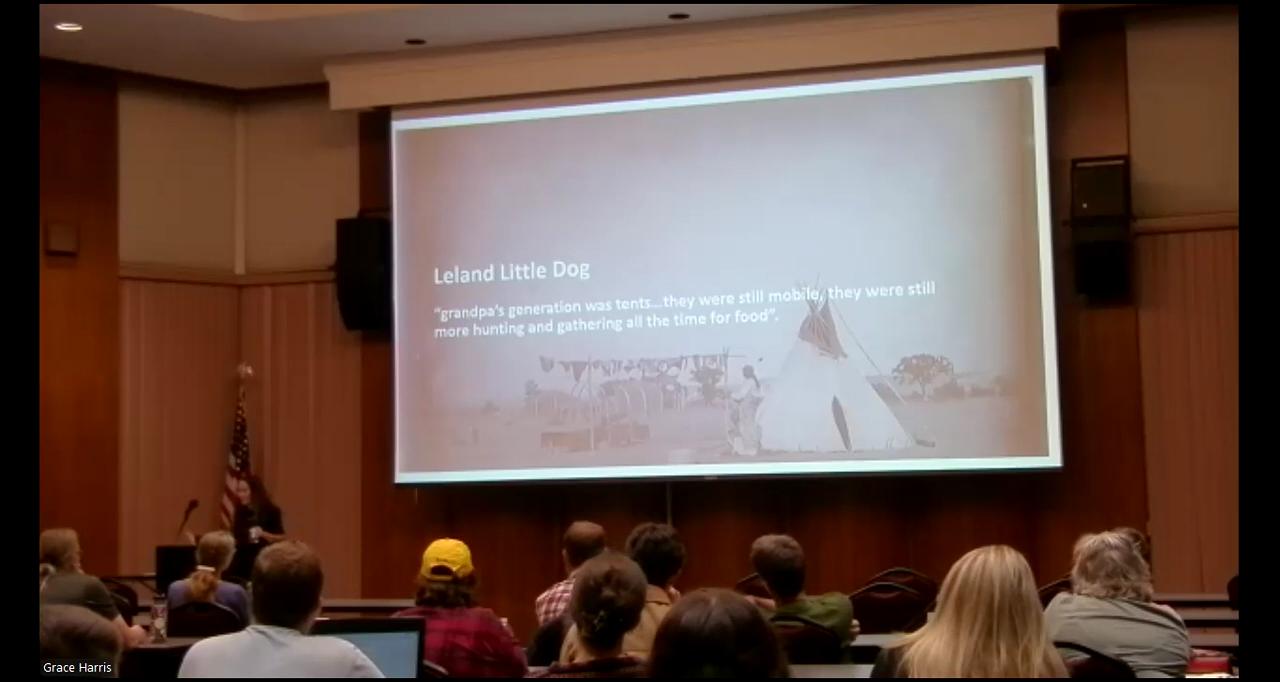 Leland Little Dog
"grandpa's generation was tents...they were still mobile, they were still
more hunting and gathering all the time for food".
Grace Harris